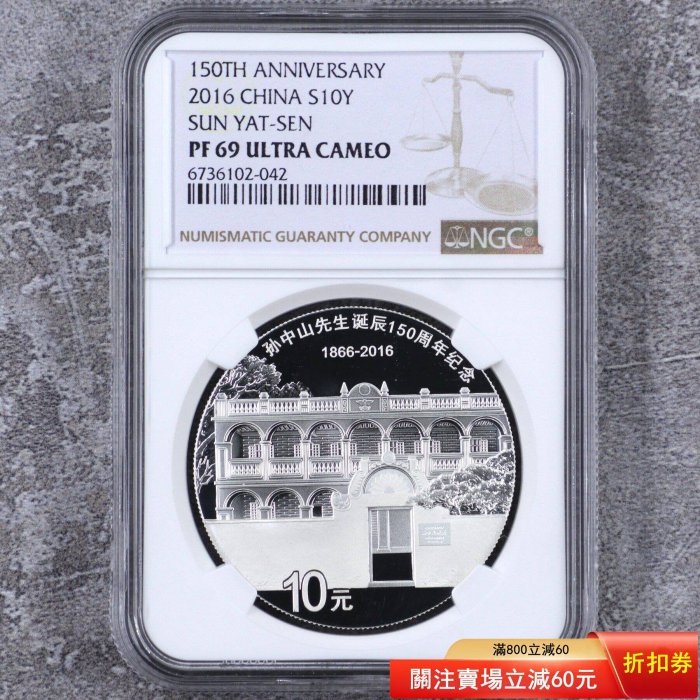 150TH ANNIVERSARY
2016 CHINA S10Y
SUN YAT-SEN
PF 69 ULTRA CAMEO
6736102-042
NUMISMATIC GUARANTY COMPANY
NGC®
孙中山先生诞辰150周年纪念
1866-2016
10元
滿800立減60
關注賣場立減60元
折扣券